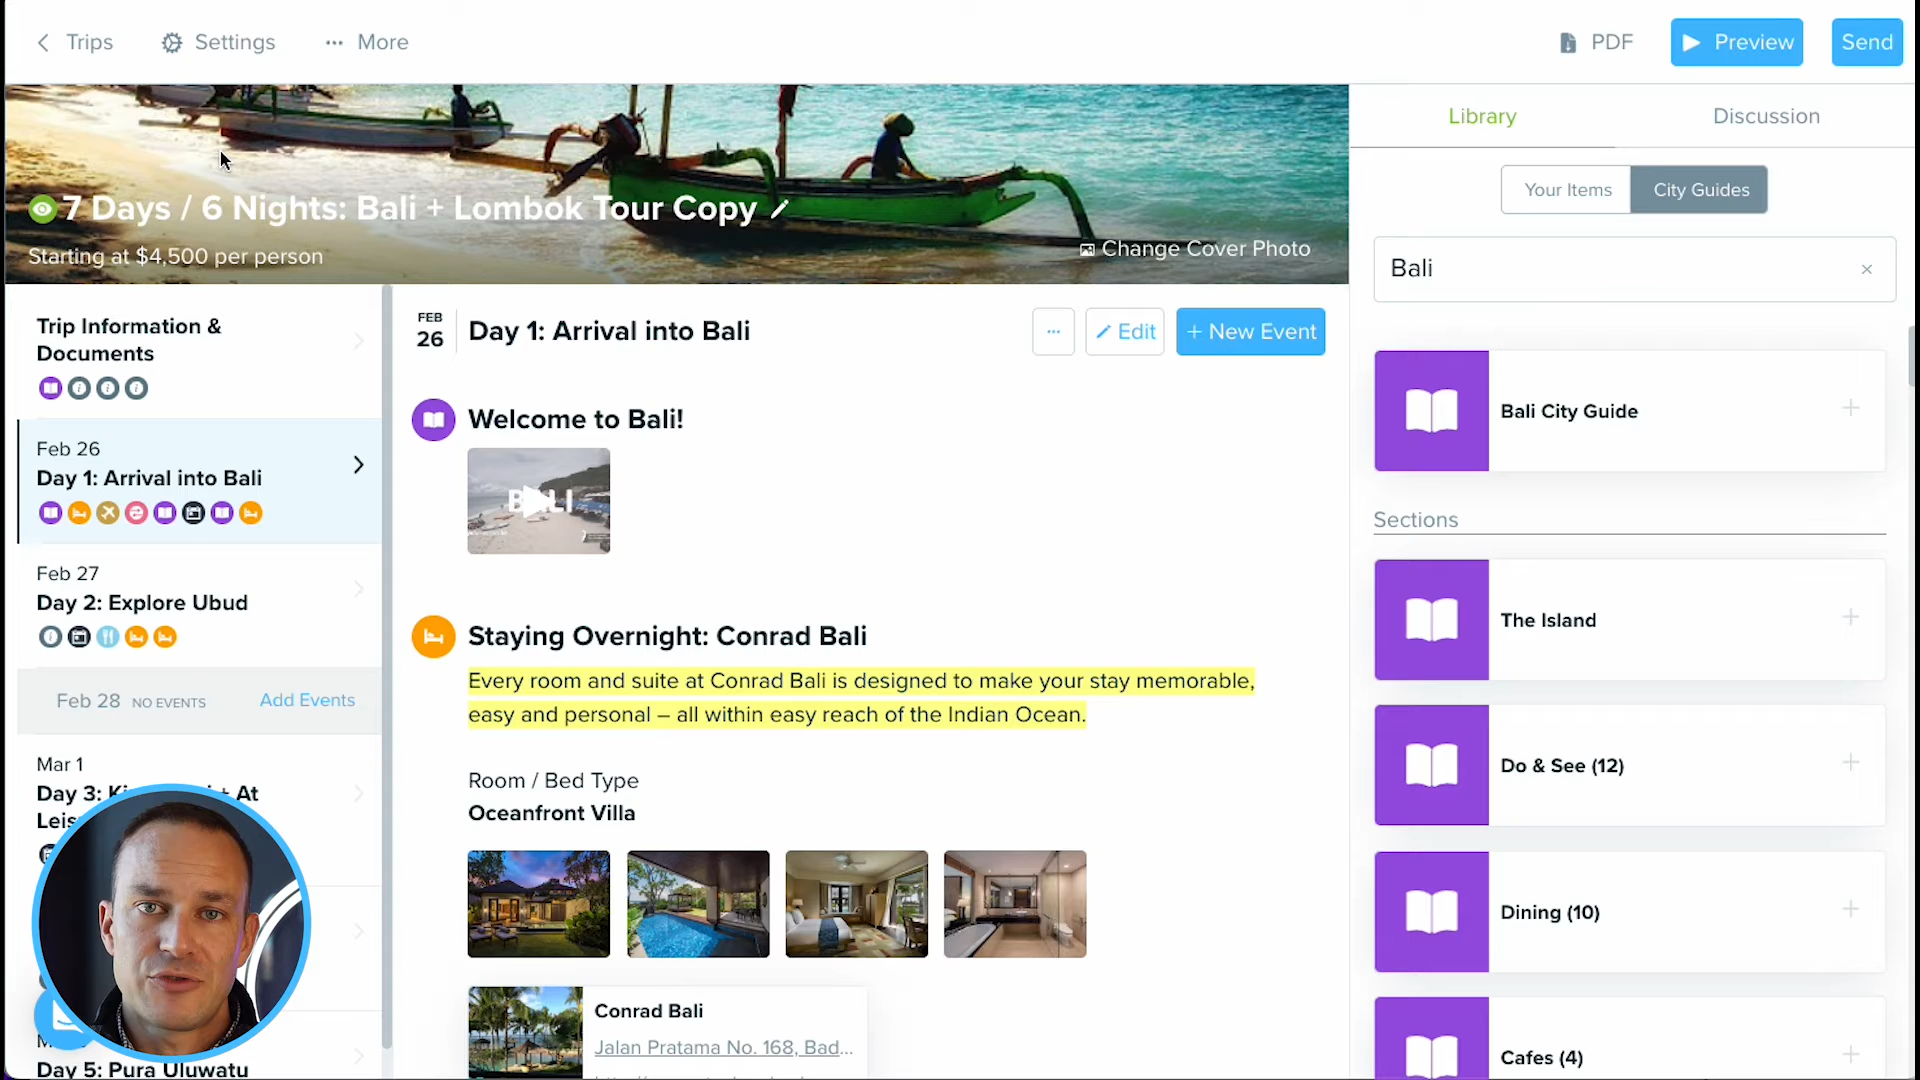 Trips
Settings
More
PDF
Preview
Send
7 Days / 6 Nights: Bali + Lombok Tour Copy
Starting at $4,500 per person
Change Cover Photo
Trip Information &
Documents
Feb 26
Day 1: Arrival into Bali
Feb 27
Day 2: Explore Ubud
Feb 28 NO EVENTS
Add Events
Mar 1
Day 3:
At
Day 5: Pura Uluwatu
FEB
26
Day 1: Arrival into Bali
Edit
+ New Event
Welcome to Bali!
BALI
Staying Overnight: Conrad Bali
Every room and suite at Conrad Bali is designed to make your stay memorable,
easy and personal – all within easy reach of the Indian Ocean.
Room / Bed Type
Oceanfront Villa
Conrad Bali
Jalan Pratama No. 168, Bad...
Library
Discussion
Your Items
City Guides
Bali
Bali City Guide
Sections
The Island
Do & See (12)
Dining (10)
Cafes (4)